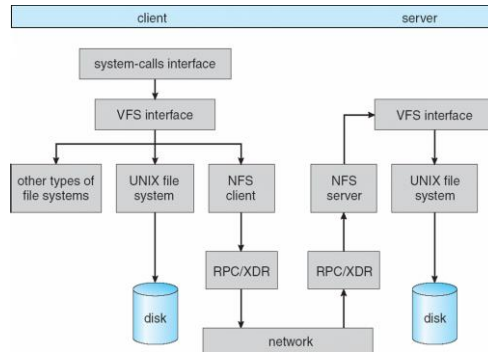 client
server
system-calls interface
VFS interface
VFS interface
other types of
file systems
UNIX file
system
NFS
client
NFS
server
UNIX file
system
RPC/XDR
RPC/XDR
disk
disk
network